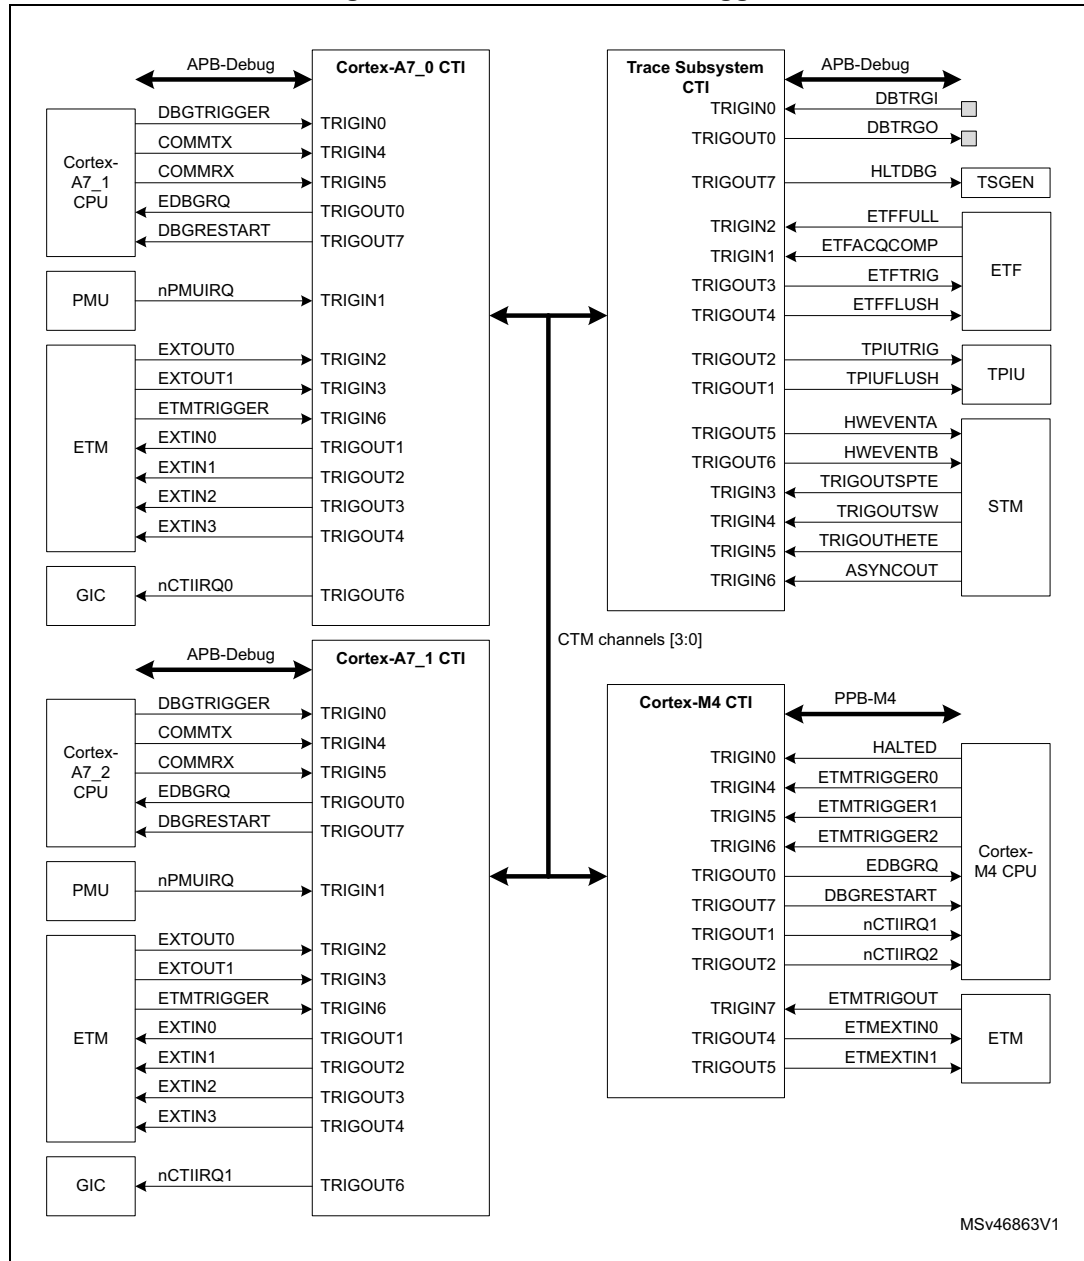 APB-Debug
Cortex-A7_0 CTI
DBGTRIGGER
TRIGIN0
COMMTX
TRIGIN4
COMMRX
TRIGIN5
EDBGRQ
TRIGOUT0
DBGRESTART
TRIGOUT7
Cortex-
A7_1
CPU
PMU
nPMUIRQ
TRIGIN1
ETM
EXTOUT0
TRIGIN2
EXTOUT1
TRIGIN3
ETMTRIGGER
TRIGIN6
EXTIN0
TRIGOUT1
EXTIN1
TRIGOUT2
EXTIN2
TRIGOUT3
EXTIN3
TRIGOUT4
GIC
nCTIIRQ0
TRIGOUT6
Trace Subsystem
CTI
APB-Debug
TRIGIN0
DBTRGI
TRIGOUT0
DBTRGO
TRIGOUT7
HLTDBG
TSGEN
TRIGIN2
ETFFULL
TRIGIN1
ETFACQCOMP
TRIGOUT3
ETFTRIG
TRIGOUT4
ETFFLUSH
ETF
TRIGOUT2
TPIUTRIG
TRIGOUT1
TPIUFLUSH
TPIU
TRIGOUT5
HWEVENTA
TRIGOUT6
HWEVENTB
TRIGIN3
TRIGOUTSPTE
TRIGIN4
TRIGOUTSW
TRIGIN5
TRIGOUTHETE
TRIGIN6
ASYNCOUT
STM
CTM channels [3:0]
APB-Debug
Cortex-A7_1 CTI
DBGTRIGGER
TRIGIN0
COMMTX
TRIGIN4
COMMRX
TRIGIN5
EDBGRQ
TRIGOUT0
DBGRESTART
TRIGOUT7
Cortex-
A7_2
CPU
PMU
nPMUIRQ
TRIGIN1
ETM
EXTOUT0
TRIGIN2
EXTOUT1
TRIGIN3
ETMTRIGGER
TRIGIN6
EXTIN0
TRIGOUT1
EXTIN1
TRIGOUT2
EXTIN2
TRIGOUT3
EXTIN3
TRIGOUT4
GIC
nCTIIRQ1
TRIGOUT6
Cortex-M4 CTI
PPB-M4
TRIGIN0
HALTED
TRIGIN4
ETMTRIGGER0
TRIGIN5
ETMTRIGGER1
TRIGIN6
ETMTRIGGER2
TRIGOUT0
EDBGRQ
TRIGOUT7
DBGRESTART
TRIGOUT1
nCTIIRQ1
TRIGOUT2
nCTIIRQ2
Cortex-
M4 CPU
TRIGIN7
ETMTRIGOUT
TRIGOUT4
ETMEXTIN0
TRIGOUT5
ETMEXTIN1
ETM
MSv46863V1